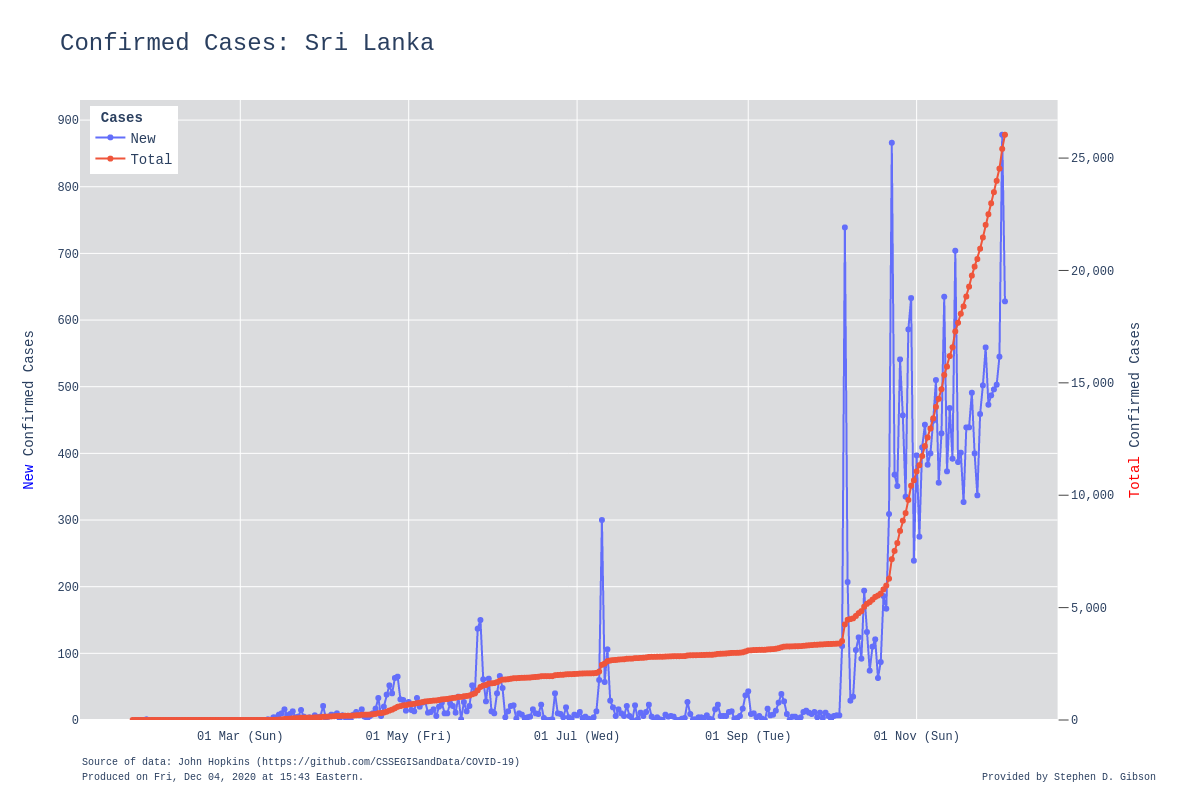 Confirmed Cases: Sri Lanka
Cases
New
Total
900
800
700
600
500
400
300
200
100
0
New Confirmed Cases
25,000
20,000
15,000
10,000
5,000
0
Total Confirmed Cases
01 Mar (Sun)
01 May (Fri)
01 Jul (Wed)
01 Sep (Tue)
01 Nov (Sun)
Source of data: John Hopkins (https://github.com/CSSEGISandData/COVID-19)
Produced on Fri, Dec 04, 2020 at 15:43 Eastern.
Provided by Stephen D. Gibson